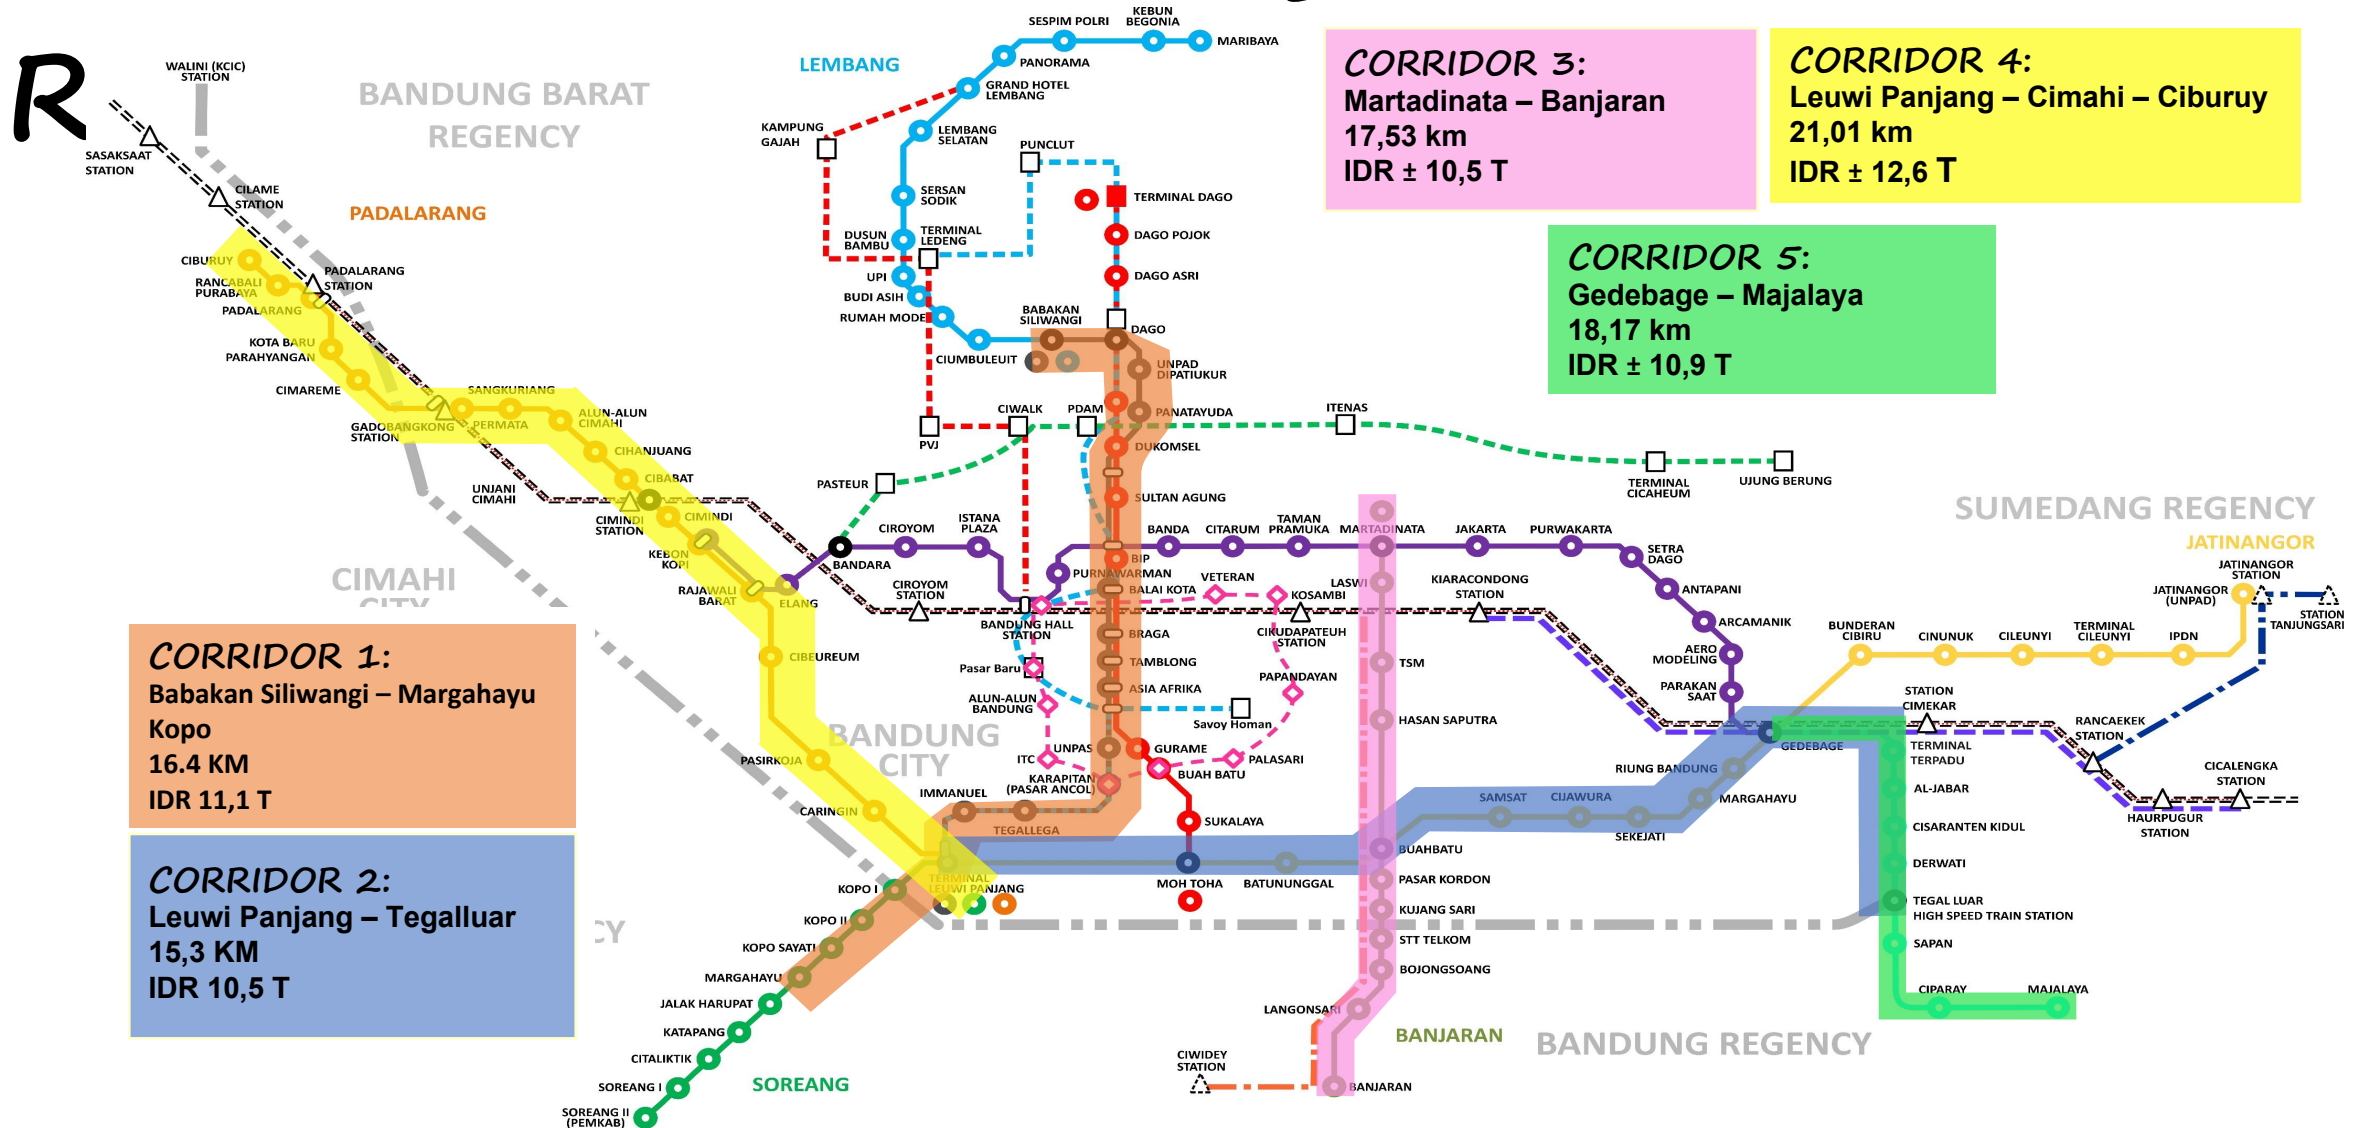 R
WALINI (KCIC)
STATION
BANDUNG BARAT
REGENCY
SASAKSAAT
STATION
CILAME
STATION
PADALARANG
CIBURUY
RANCABALI
PURABAYA
PADALARANG
STATION
PADALARANG
KOTA BARU
PARAHYANGAN
CIMAREME
SANGKURIANG
GADOBANGKONG
STATION
PERMATA
ALUN-ALUN
CIMAHI
CIHANJUANG
CIBABAT
UNJANI
CIMAHI
CIMINDI
STATION
CIMINDI
KEBON
KOPI
RAJAWALI
BARAT
ELANG
CIMAHI
CITY
CIBEUREUM
PASIRKOJA
CARINGIN
LEMBANG
SESPIM POLRI
KEBUN
BEGONIA
MARIBAYA
PANORAMA
GRAND HOTEL
LEMBANG
KAMPUNG
GAJAH
LEMBANG
SELATAN
PUNCLUT
SERSAN
SODIK
TERMINAL DAGO
DUSUN
BAMBU
TERMINAL
LEDENG
DAGO POJOK
UPI
DAGO ASRI
BUDI ASIH
RUMAH MODE
BABAKAN
SILIWANGI
DAGO
CIUMBULEUIT
UNPAD
DIPATIUKUR
PVJ
CIWALK
PDAM
PANATAYUDA
ITENAS
DUKOMSEL
PASTEUR
TERMINAL
CICAHEUM
UJUNG BERUNG
SULTAN AGUNG
BANDARA
CIROYOM
ISTANA
PLAZA
BANDA
CITARUM
TAMAN
PRAMUKA
MARTADINATA
JAKARTA
PURWAKARTA
BIP
PURNAWARMAN
VETERAN
LASWI
KIARACONDONG
STATION
SETRA
DAGO
ANTAPANI
CIROYOM
STATION
BALAI KOTA
KOSAMBI
BANDUNG HALL
STATION
BRAGA
CIKUDAPATEUH
STATION
ARCAMANIK
Pasar Baru
TAMBLONG
TSM
AERO
MODELING
ALUN-ALUN
BANDUNG
ASIA AFRIKA
PAPANDAYAN
PARAKAN
SAAT
Savoy Homan
HASAN SAPUTRA
BANDUNG
CITY
UNPAS
GURAME
ITC
KARAPITAN
(PASAR ANCOL)
BUAH BATU
PALASARI
IMMANUEL
TEGALLEGA
SUKALAYA
TERMINAL
LEUWI PANJANG
MOH TOHA
BATUNUNGGAL
BUAHBATU
SAMSAT
CIJAWURA
SEKEJATI
MARGAHAYU
RIUNG BANDUNG
GEDEBAGE
PASAR KORDON
KUJANG SARI
STT TELKOM
BOJONGSOANG
LANGONSARI
BANJARAN
BANJARAN
CIWIDEY
STATION
BANDUNG REGENCY
KOPO I
KOPO II
KOPO SAYATI
MARGAHAYU
JALAK HARUPAT
KATAPANG
CITALIKTIK
SOREANG I
SOREANG II
(PEMKAB)
SOREANG
CY
SUMEDANG REGENCY
JATINANGOR
JATINANGOR
STATION
JATINANGOR
(UNPAD)
STATION
TANJUNGSARI
BUNDERAN
CIBIRU
CINUNUK
CILEUNYI
TERMINAL
CILEUNYI
IPDN
STATION
CIMEKAR
RANCAEKEK
STATION
CICALENGKA
STATION
HAURPUGUR
STATION
TERMINAL
TERPADU
AL-JABAR
CISARANTEN KIDUL
DERWATI
TEGAL LUAR
HIGH SPEED TRAIN STATION
SAPAN
CIPARAY
MAJALAYA
CORRIDOR 1:
Babakan Siliwangi – Margahayu
Kopo
16.4 KM
IDR 11,1 T
CORRIDOR 2:
Leuwi Panjang – Tegalluar
15,3 KM
IDR 10,5 T
CORRIDOR 3:
Martadinata – Banjaran
17,53 km
IDR ± 10,5 T
CORRIDOR 4:
Leuwi Panjang – Cimahi – Ciburuy
21,01 km
IDR ± 12,6 T
CORRIDOR 5:
Gedebage – Majalaya
18,17 km
IDR ± 10,9 T